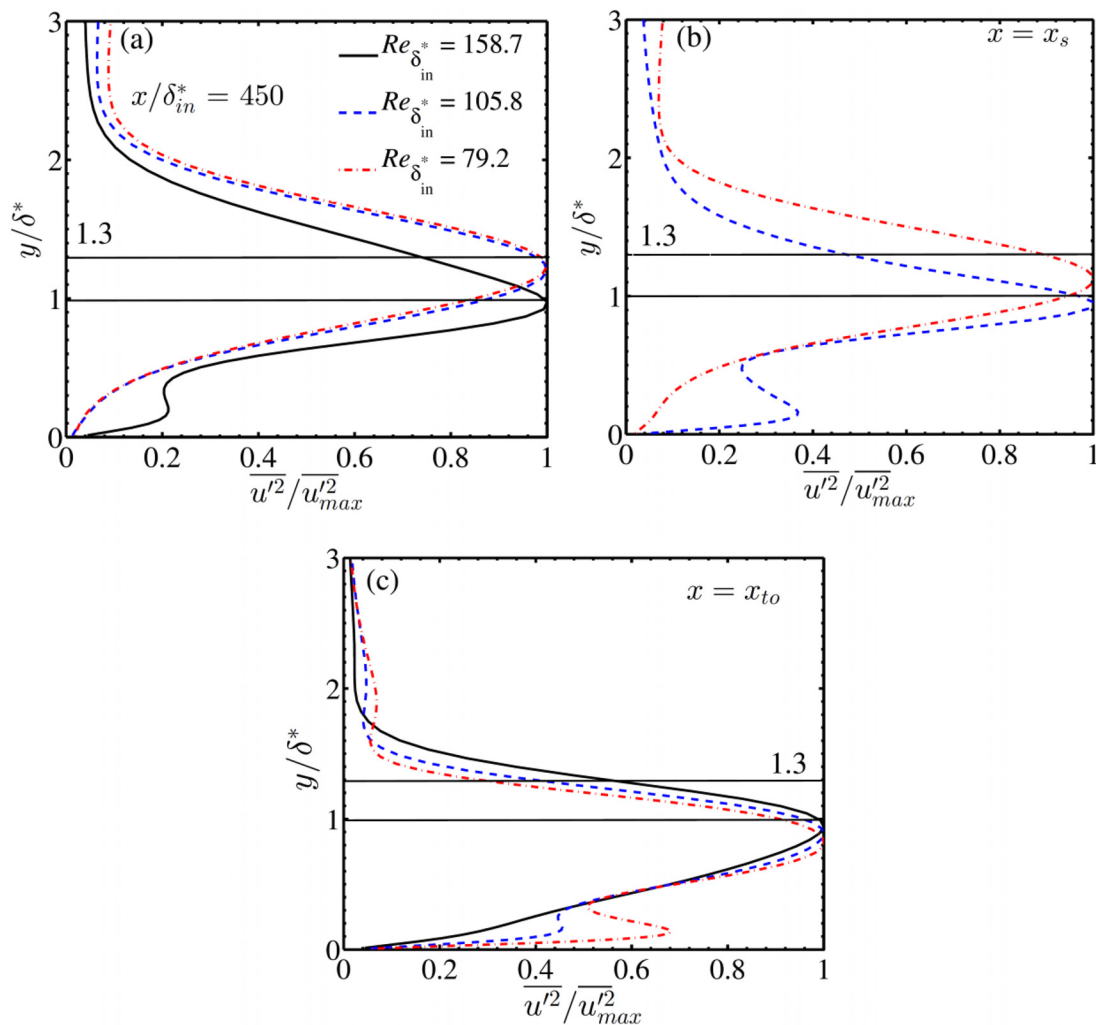 (a)
Re_{δ*_{in}} = 158.7
Re_{δ*_{in}} = 105.8
Re_{δ*_{in}} = 79.2
x/δ*_{in} = 450
1.3
3
2
1
0
y/δ*
0 0.2 0.4 0.6 0.8 1
\overline{u'^2}/\overline{u'^2_{max}}
(b)
x = x_s
1.3
3
2
1
0
y/δ*
0 0.2 0.4 0.6 0.8 1
\overline{u'^2}/\overline{u'^2_{max}}
(c)
x = x_{to}
1.3
3
2
1
0
y/δ*
0 0.2 0.4 0.6 0.8 1
\overline{u'^2}/\overline{u'^2_{max}}